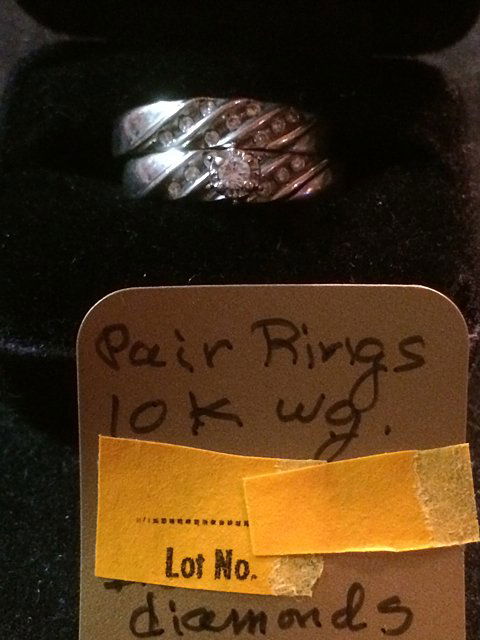 Pair Rings
10K wg.
Lot No.
diamonds